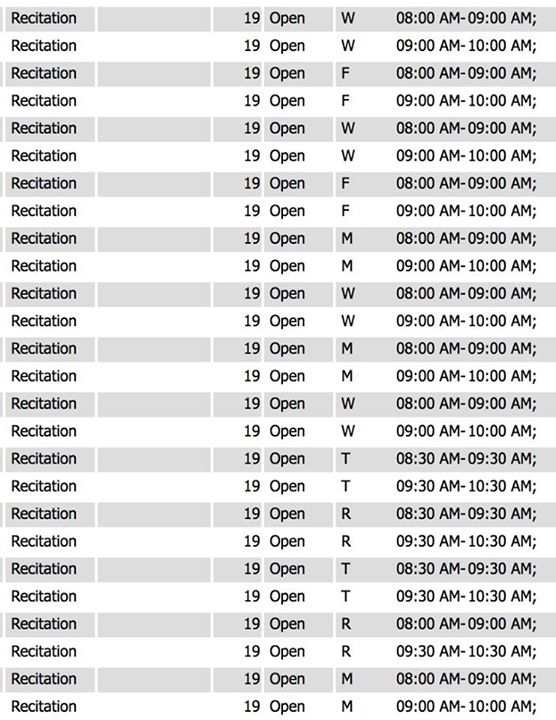 Recitation 19 Open W 08:00 AM-09:00 AM;
Recitation 19 Open W 09:00 AM-10:00 AM;
Recitation 19 Open F 08:00 AM-09:00 AM;
Recitation 19 Open F 09:00 AM-10:00 AM;
Recitation 19 Open W 08:00 AM-09:00 AM;
Recitation 19 Open W 09:00 AM-10:00 AM;
Recitation 19 Open F 08:00 AM-09:00 AM;
Recitation 19 Open F 09:00 AM-10:00 AM;
Recitation 19 Open M 08:00 AM-09:00 AM;
Recitation 19 Open M 09:00 AM-10:00 AM;
Recitation 19 Open W 08:00 AM-09:00 AM;
Recitation 19 Open W 09:00 AM-10:00 AM;
Recitation 19 Open M 08:00 AM-09:00 AM;
Recitation 19 Open M 09:00 AM-10:00 AM;
Recitation 19 Open W 08:00 AM-09:00 AM;
Recitation 19 Open W 09:00 AM-10:00 AM;
Recitation 19 Open T 08:30 AM-09:30 AM;
Recitation 19 Open T 09:30 AM-10:30 AM;
Recitation 19 Open R 08:30 AM-09:30 AM;
Recitation 19 Open R 09:30 AM-10:30 AM;
Recitation 19 Open T 08:30 AM-09:30 AM;
Recitation 19 Open T 09:30 AM-10:30 AM;
Recitation 19 Open R 08:00 AM-09:00 AM;
Recitation 19 Open R 09:30 AM-10:30 AM;
Recitation 19 Open M 08:00 AM-09:00 AM;
Recitation 19 Open M 09:00 AM-10:00 AM;